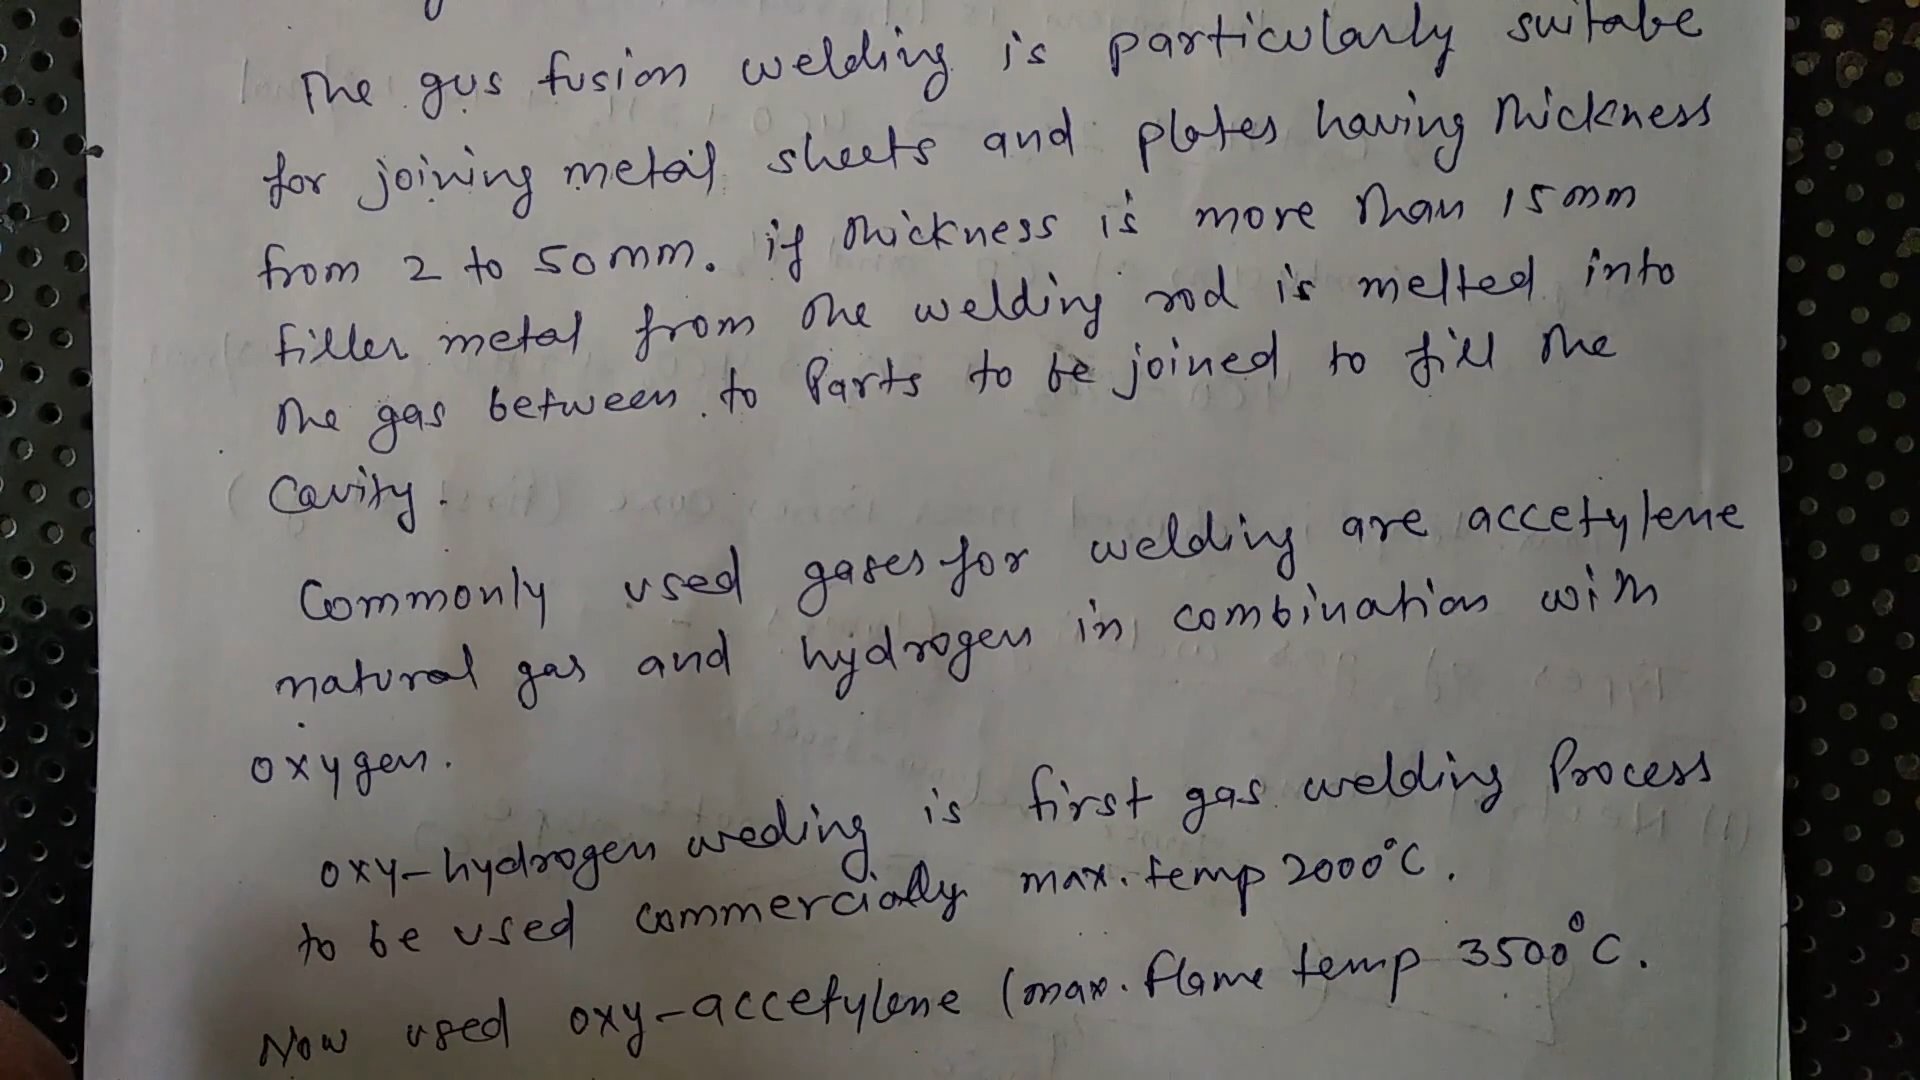 The gus fusion welding is particularly suitabe
for joining metal sheets and plates having thickness
from 2 to 50mm. if thickness is more than 15mm
filler metal from the welding rod is melted into
the gas between to Parts to be joined to fill the
Cavity.
Commonly used gases for welding are accetylene
natural gas and hydrogen in combination with
oxygen.
oxy-hydrogen weding is first gas welding Process
to be used commercially max. temp 2000°C.
Now used oxy-accetylene (max. flame temp 3500°C.